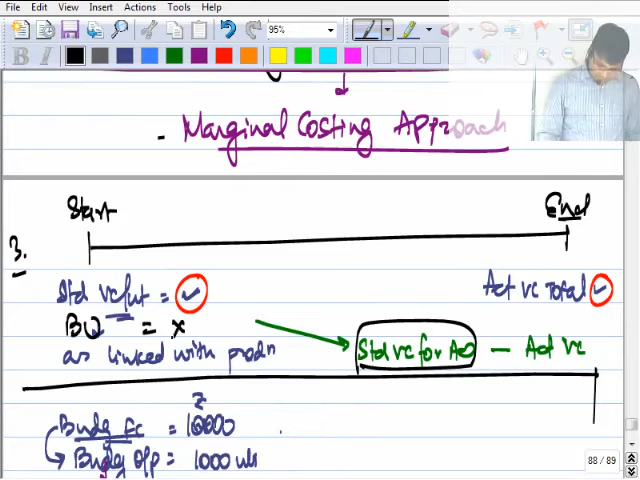 File Edit View Insert Actions Tools Help
95%
- Marginal Costing Approach
Start End
3.
Std vc put = ✓ Act vc Total ✓
BQ = x
as linked with prodn Std vc for AO - Act vc
Budg fc = 10000
Budg opp = 1000 uts
88 / 89